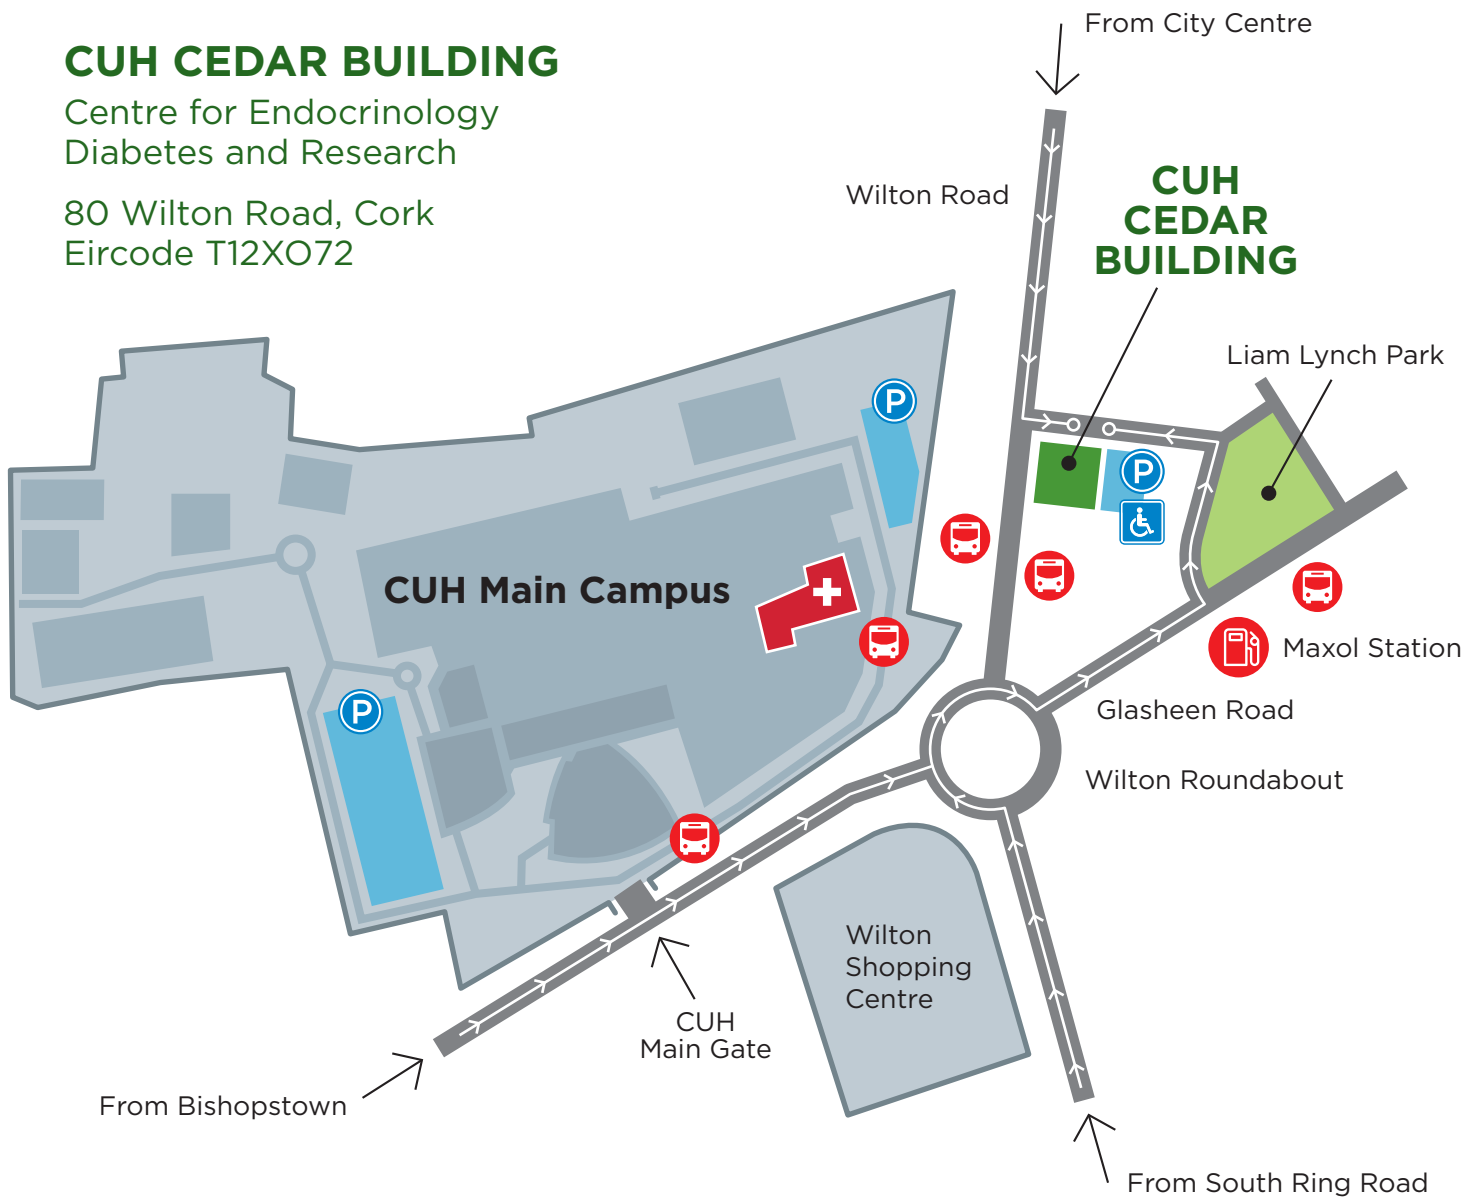 From City Centre
CUH CEDAR BUILDING
Centre for Endocrinology
Diabetes and Research
80 Wilton Road, Cork
Eircode T12XO72
Wilton Road
CUH
CEDAR
BUILDING
Liam Lynch Park
P
P
CUH Main Campus
Maxol Station
P
Glasheen Road
Wilton Roundabout
Wilton
Shopping
Centre
CUH
Main Gate
From Bishopstown
From South Ring Road